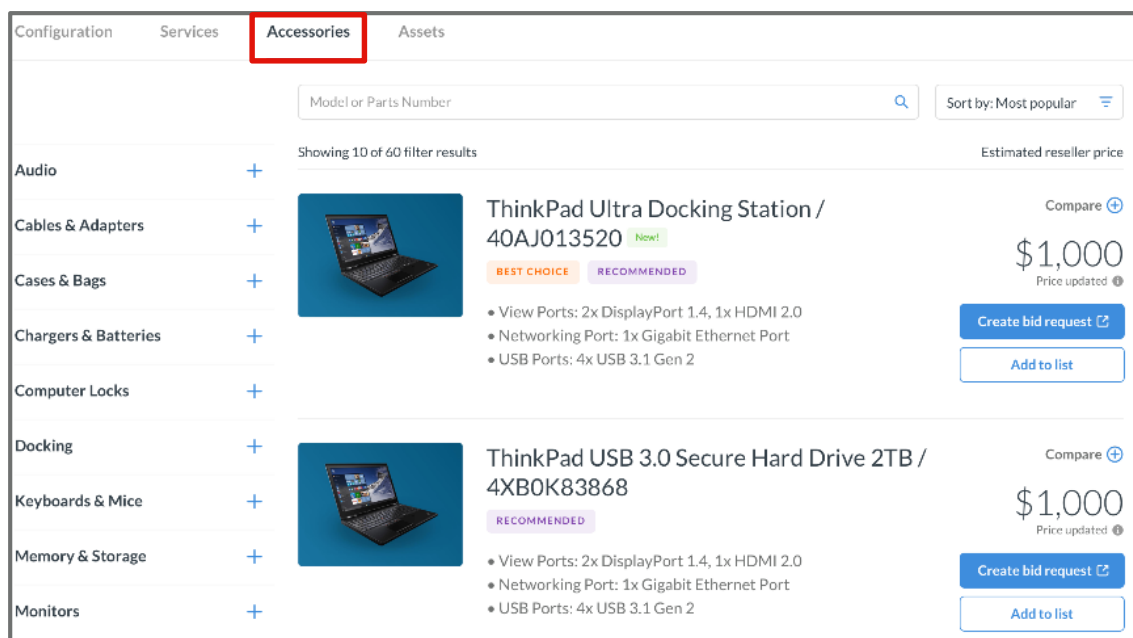 Configuration Services Accessories Assets
Model or Parts Number
Sort by: Most popular
Showing 10 of 60 filter results
Estimated reseller price
Audio
Cables & Adapters
Cases & Bags
Chargers & Batteries
Computer Locks
Docking
Keyboards & Mice
Memory & Storage
Monitors
ThinkPad Ultra Docking Station /
40AJ013520 New!
BEST CHOICE RECOMMENDED
• View Ports: 2x DisplayPort 1.4, 1x HDMI 2.0
• Networking Port: 1x Gigabit Ethernet Port
• USB Ports: 4x USB 3.1 Gen 2
Compare
$1,000
Price updated
Create bid request
Add to list
ThinkPad USB 3.0 Secure Hard Drive 2TB /
4XB0K83868
RECOMMENDED
• View Ports: 2x DisplayPort 1.4, 1x HDMI 2.0
• Networking Port: 1x Gigabit Ethernet Port
• USB Ports: 4x USB 3.1 Gen 2
Compare
$1,000
Price updated
Create bid request
Add to list